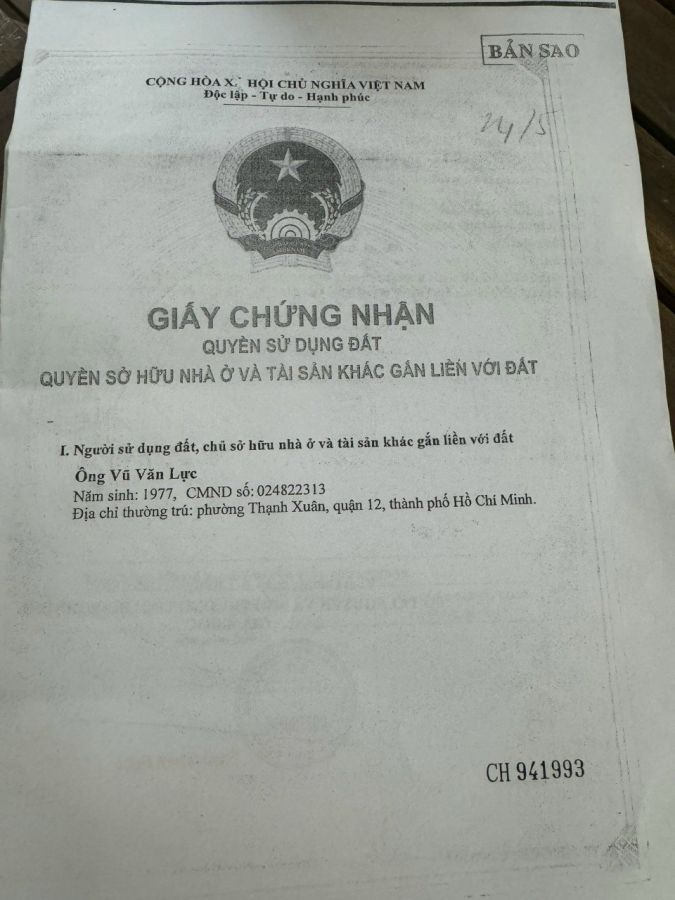 BẢN SAO
CỘNG HÒA X. HỘI CHỦ NGHĨA VIỆT NAM
Độc lập - Tự do - Hạnh phúc
24/5
GIẤY CHỨNG NHẬN
QUYỀN SỬ DỤNG ĐẤT
QUYỀN SỞ HỮU NHÀ Ở VÀ TÀI SẢN KHÁC GẮN LIỀN VỚI ĐẤT
I. Người sử dụng đất, chủ sở hữu nhà ở và tài sản khác gắn liền với đất
Ông Vũ Văn Lực
Năm sinh: 1977, CMND số: 024822313
Địa chỉ thường trú: phường Thạnh Xuân, quận 12, thành phố Hồ Chí Minh.
CH 941993